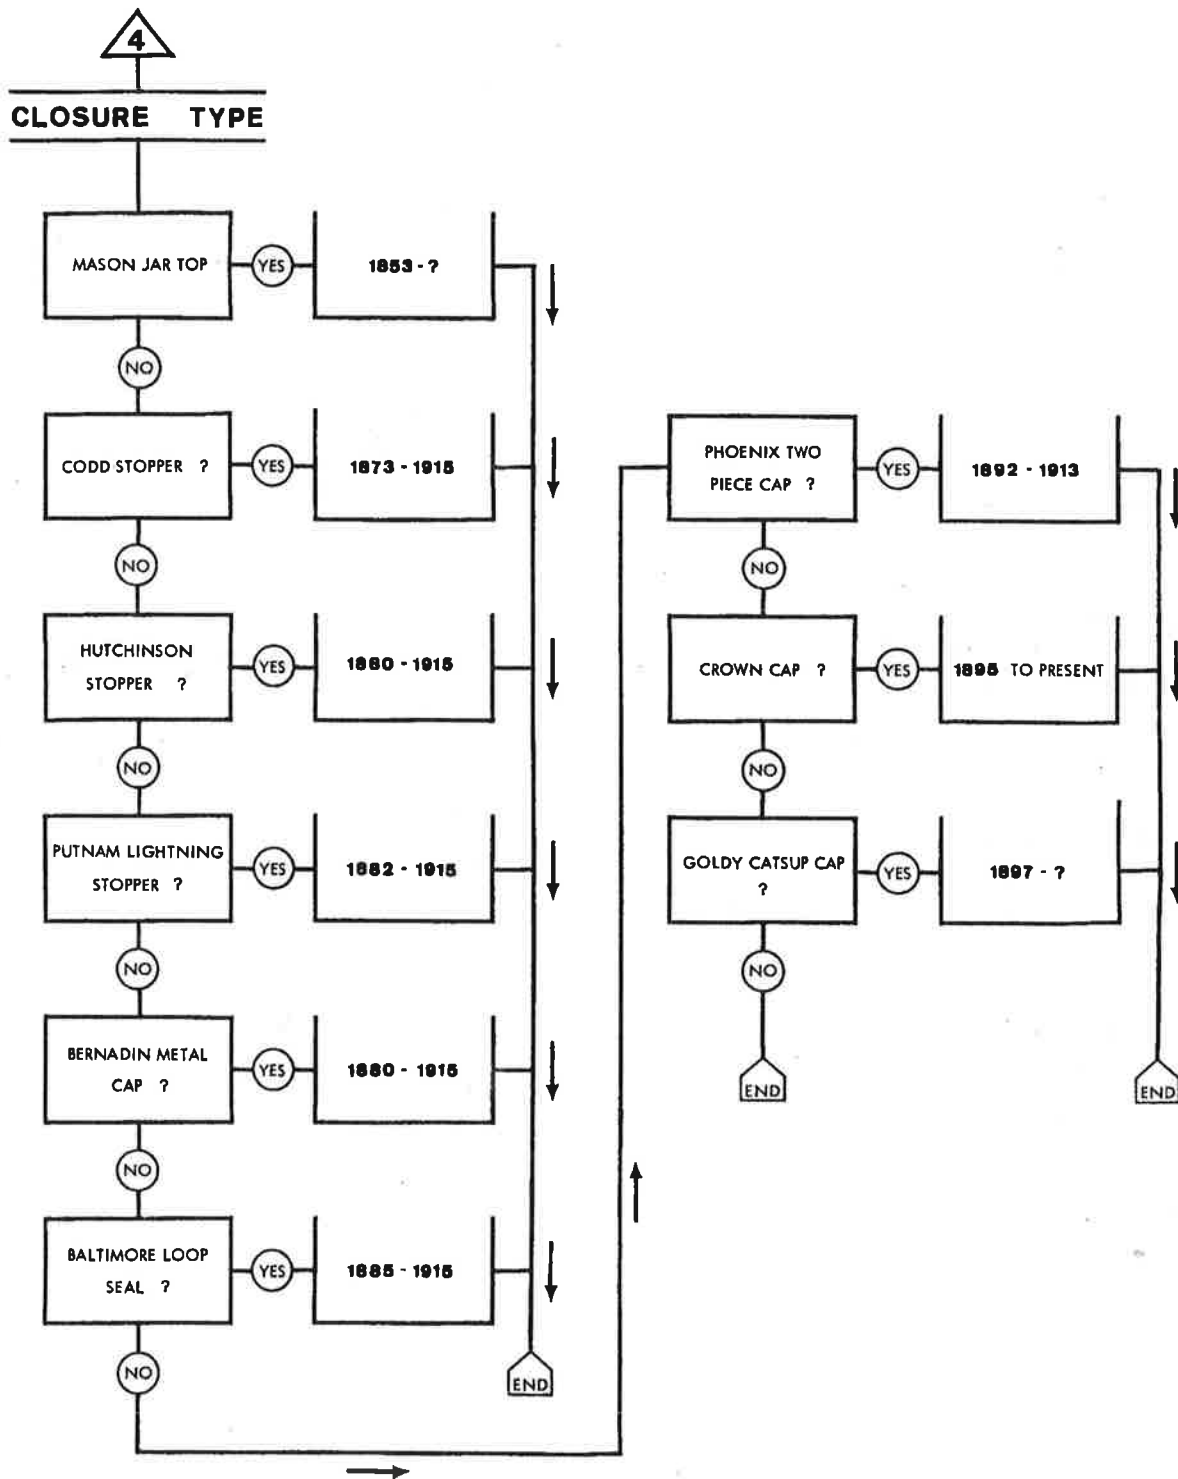 4
CLOSURE TYPE
MASON JAR TOP
YES
1853 - ?
NO
CODD STOPPER ?
YES
1873 - 1915
NO
HUTCHINSON
STOPPER ?
YES
1880 - 1915
NO
PUTNAM LIGHTNING
STOPPER ?
YES
1882 - 1915
NO
BERNADIN METAL
CAP ?
YES
1880 - 1915
NO
BALTIMORE LOOP
SEAL ?
YES
1885 - 1915
NO
END
PHOENIX TWO
PIECE CAP ?
YES
1892 - 1913
NO
CROWN CAP ?
YES
1895 TO PRESENT
NO
GOLDY CATSUP CAP
?
YES
1897 - ?
NO
END
END